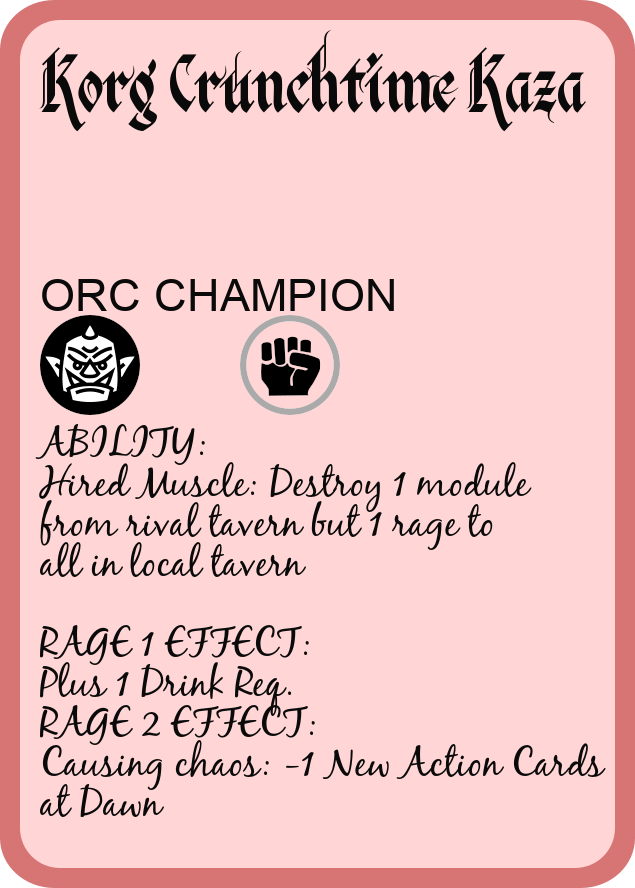 Korg Crunchtime Kaza
ORC CHAMPION
ABILITY:
Hired Muscle: Destroy 1 module
from rival tavern but 1 rage to
all in local tavern
RAGE 1 EFFECT:
Plus 1 Drink Req.
RAGE 2 EFFECT:
Causing chaos: -1 New Action Cards
at Dawn